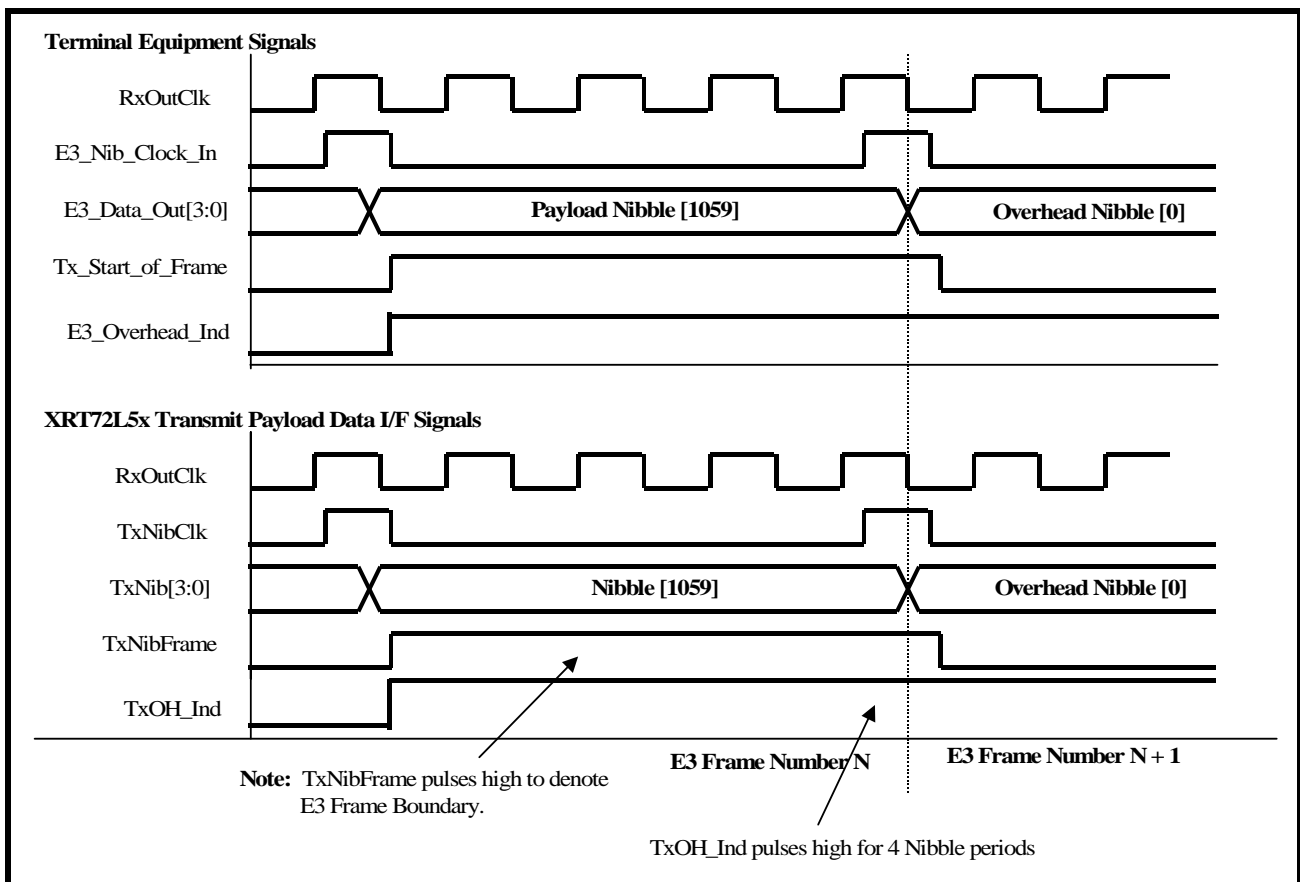 Terminal Equipment Signals
RxOutClk
E3_Nib_Clock_In
E3_Data_Out[3:0]
Payload Nibble [1059]
Overhead Nibble [0]
Tx_Start_of_Frame
E3_Overhead_Ind
XRT72L5x Transmit Payload Data I/F Signals
RxOutClk
TxNibClk
TxNib[3:0]
Nibble [1059]
Overhead Nibble [0]
TxNibFrame
TxOH_Ind
E3 Frame Number N
E3 Frame Number N + 1
Note: TxNibFrame pulses high to denote
E3 Frame Boundary.
TxOH_Ind pulses high for 4 Nibble periods